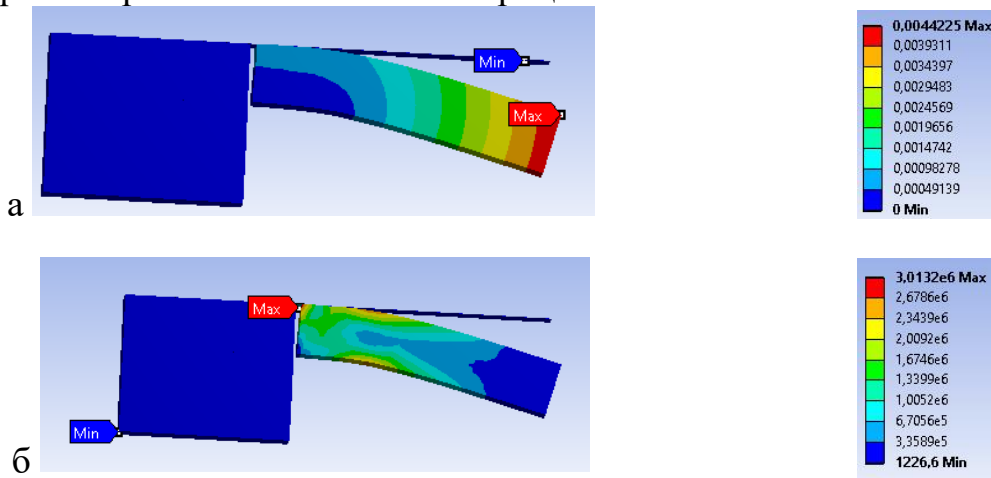 Min
Max
0,0044225 Max
0,0039311
0,0034397
0,0029483
0,0024569
0,0019656
0,0014742
0,00098278
0,00049139
0 Min
а
Max
Min
3,0132e6 Max
2,6786e6
2,3439e6
2,0092e6
1,6746e6
1,3399e6
1,0052e6
6,7056e5
3,3589e5
1226,6 Min
б